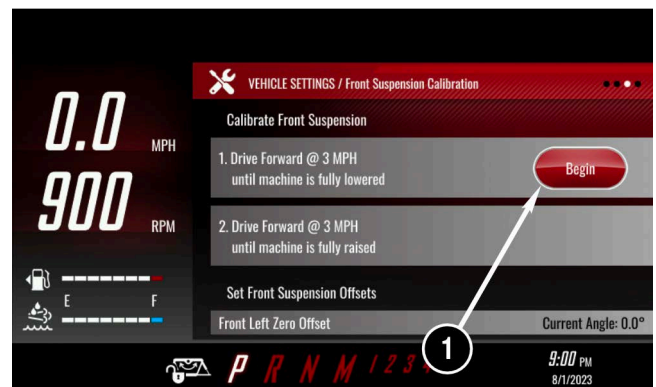 VEHICLE SETTINGS / Front Suspension Calibration
0.0 MPH
900 RPM
Calibrate Front Suspension
1. Drive Forward @ 3 MPH
until machine is fully lowered
Begin
2. Drive Forward @ 3 MPH
until machine is fully raised
Set Front Suspension Offsets
Front Left Zero Offset Current Angle: 0.0°
E F
P R N M 1 2 3 4
1
9:00 PM
8/1/2023